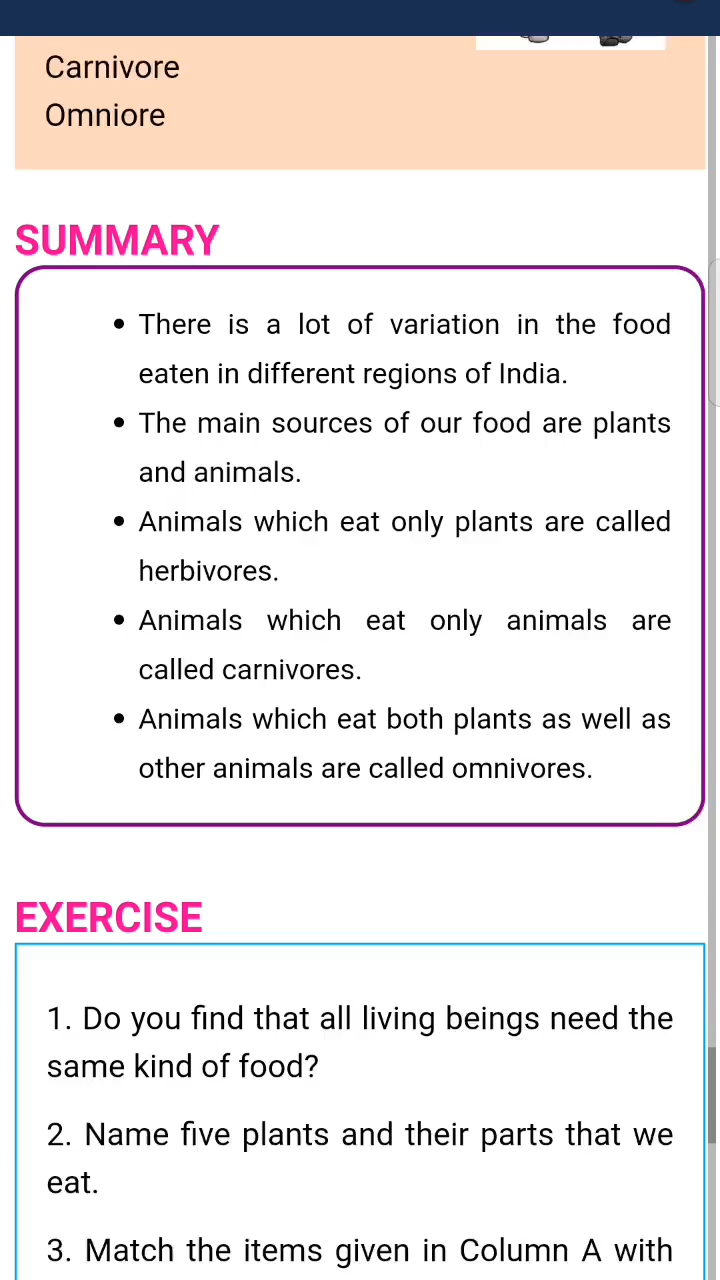 Carnivore
Omniore
SUMMARY
• There is a lot of variation in the food
eaten in different regions of India.
• The main sources of our food are plants
and animals.
• Animals which eat only plants are called
herbivores.
• Animals which eat only animals are
called carnivores.
• Animals which eat both plants as well as
other animals are called omnivores.
EXERCISE
1. Do you find that all living beings need the
same kind of food?
2. Name five plants and their parts that we
eat.
3. Match the items given in Column A with